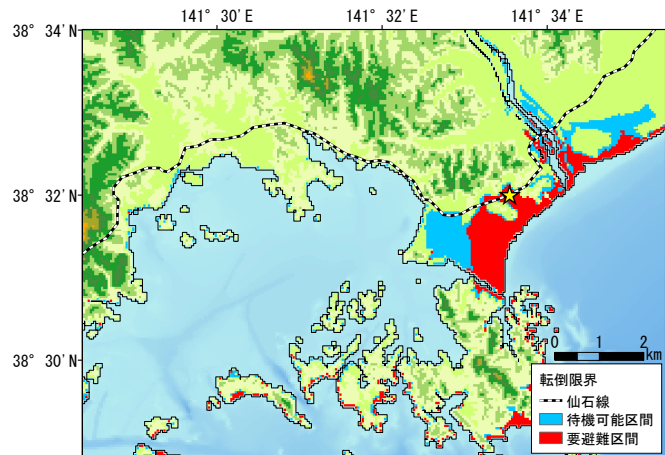 141° 30′ E
141° 32′ E
141° 34′ E
38° 34′ N
38° 32′ N
38° 30′ N
0 1 2
km
転倒限界
仙石線
待機可能区間
要避難区間